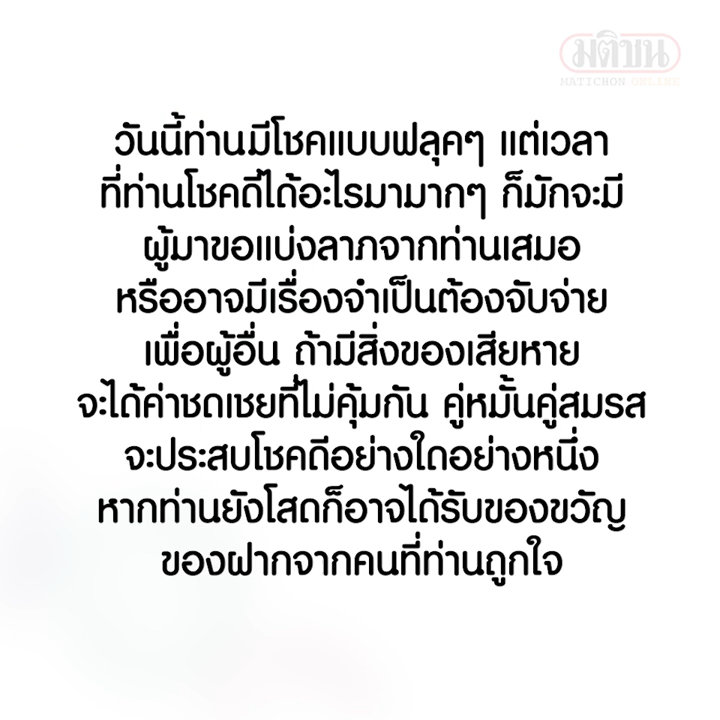 มติชน
MATICHON ONLINE
วันนี้ท่านมีโชคแบบฟลุคๆ แต่เวลา
ที่ท่านโชคดีได้อะไรมามากๆ ก็มักจะมี
ผู้มาขอแบ่งลาภจากท่านเสมอ
หรืออาจมีเรื่องจำเป็นต้องจับจ่าย
เพื่อผู้อื่น ถ้ามีสิ่งของเสียหาย
จะได้ค่าชดเชยที่ไม่คุ้มกัน คู่หมั้นคู่สมรส
จะประสบโชคดีอย่างใดอย่างหนึ่ง
หากท่านยังโสดก็อาจได้รับของขวัญ
ของฝากจากคนที่ท่านถูกใจ